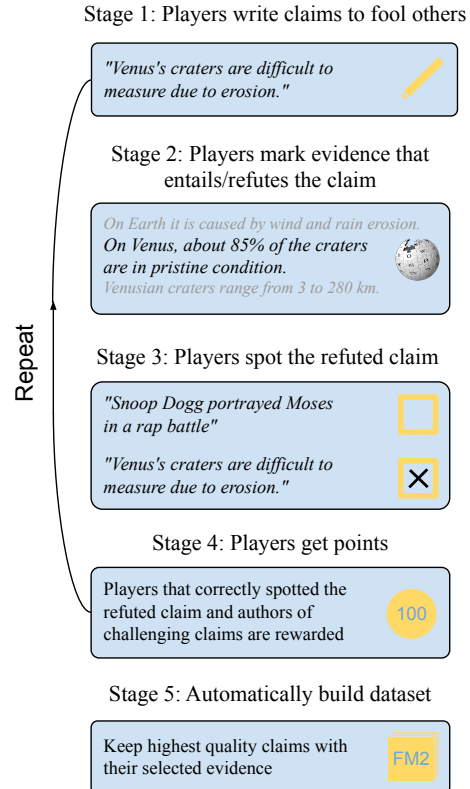 Stage 1: Players write claims to fool others
"Venus's craters are difficult to
measure due to erosion."
Stage 2: Players mark evidence that
entails/refutes the claim
On Earth it is caused by wind and rain erosion.
On Venus, about 85% of the craters
are in pristine condition.
Venusian craters range from 3 to 280 km.
Repeat
Stage 3: Players spot the refuted claim
"Snoop Dogg portrayed Moses
in a rap battle"
"Venus's craters are difficult to
measure due to erosion."
Stage 4: Players get points
Players that correctly spotted the
refuted claim and authors of
challenging claims are rewarded
100
Stage 5: Automatically build dataset
Keep highest quality claims with
their selected evidence
FM2